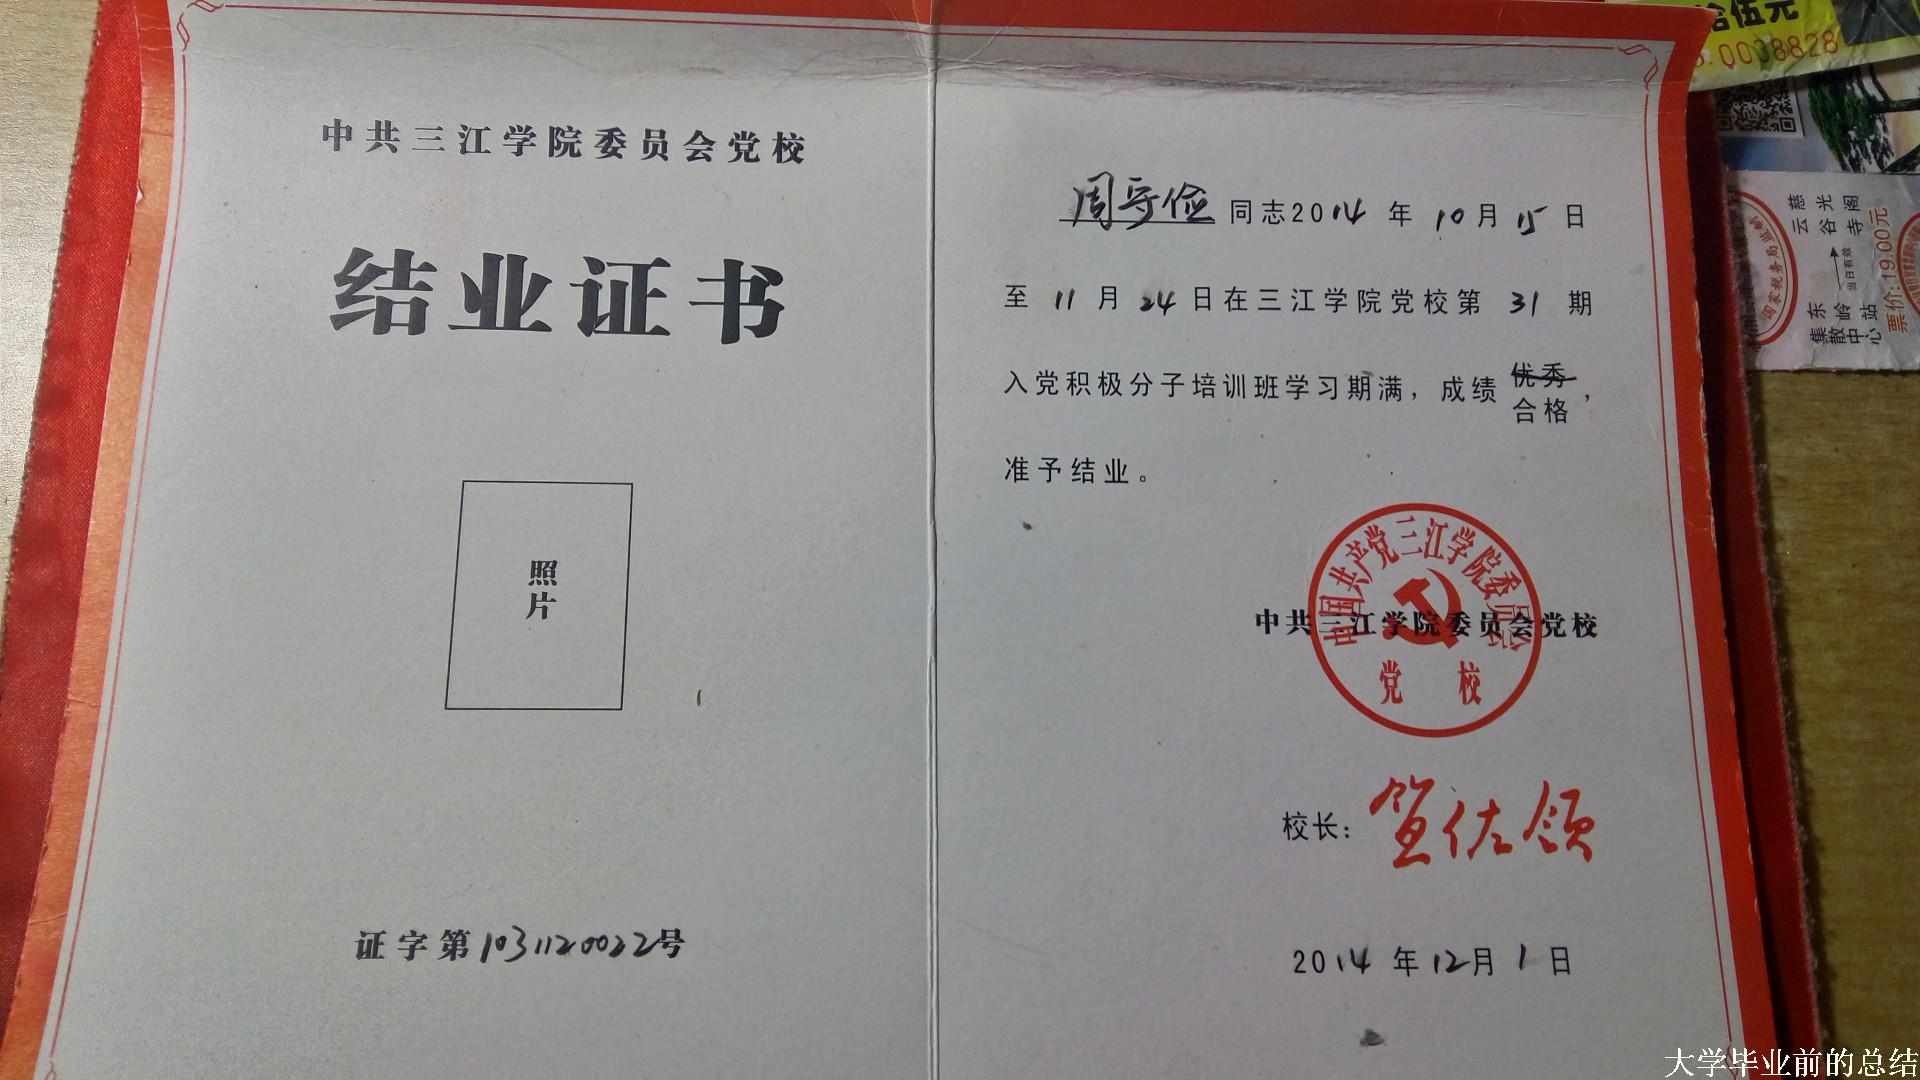 中共三江学院委员会党校
结业证书
照片
证字第1031120022号
周守俭同志2014年10月15日
至11月24日在三江学院党校第31期
入党积极分子培训班学习期满，成绩优秀合格，
准予结业。
中国共产党三江学院委员会
党校
中共三江学院委员会党校
校长：笪佐领
2014年12月1日
拾伍元
0038828
慈光阁
云谷寺
当日有效
东岭站
集散中心
票价:19.00元
国家税务局监制
大学毕业前的总结